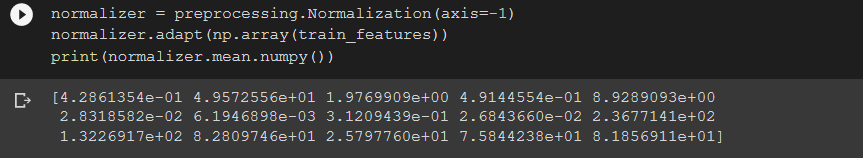 normalizer = preprocessing.Normalization(axis=-1)
normalizer.adapt(np.array(train_features))
print(normalizer.mean.numpy())
[4.2861354e-01 4.9572556e+01 1.9769909e+00 4.9144554e-01 8.9289093e+00
2.8318582e-02 6.1946898e-03 3.1209439e-01 2.6843660e-02 2.3677141e+02
1.3226917e+02 8.2809746e+01 2.5797760e+01 7.5844238e+01 8.1856911e+01]